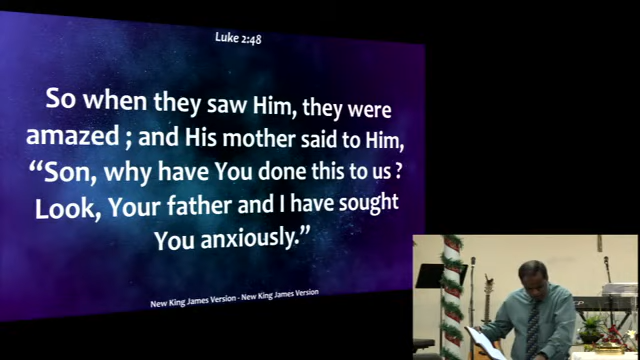 Luke 2:48
So when they saw Him, they were
amazed ; and His mother said to Him,
“Son, why have You done this to us ?
Look, Your father and I have sought
You anxiously.”
New King James Version - New King James Version